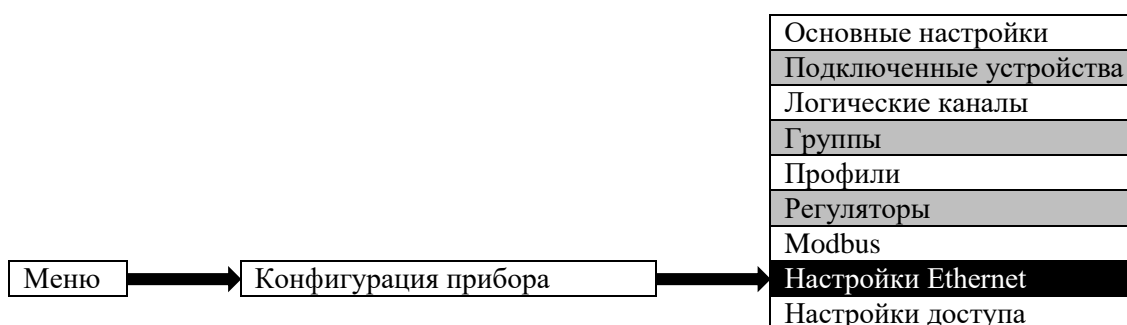 Основные настройки
Подключенные устройства
Логические каналы
Группы
Профили
Регуляторы
Modbus
Меню
Конфигурация прибора
Настройки Ethernet
Настройки доступа